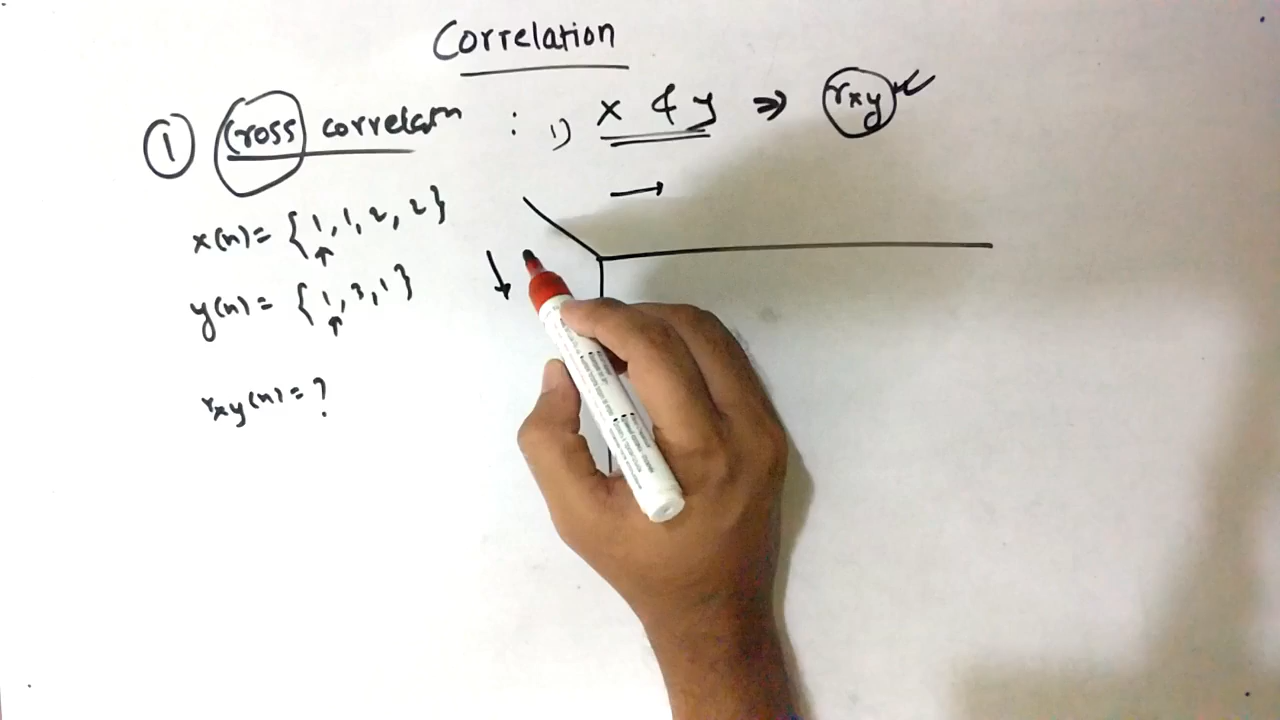 Correlation
① Cross correlatn : 1) x & y ⇒ rxy
x(n) = { 1, 1, 2, 2 }
↑
y(n) = { 1, 3, 1 }
↑
rxy(n) = ?